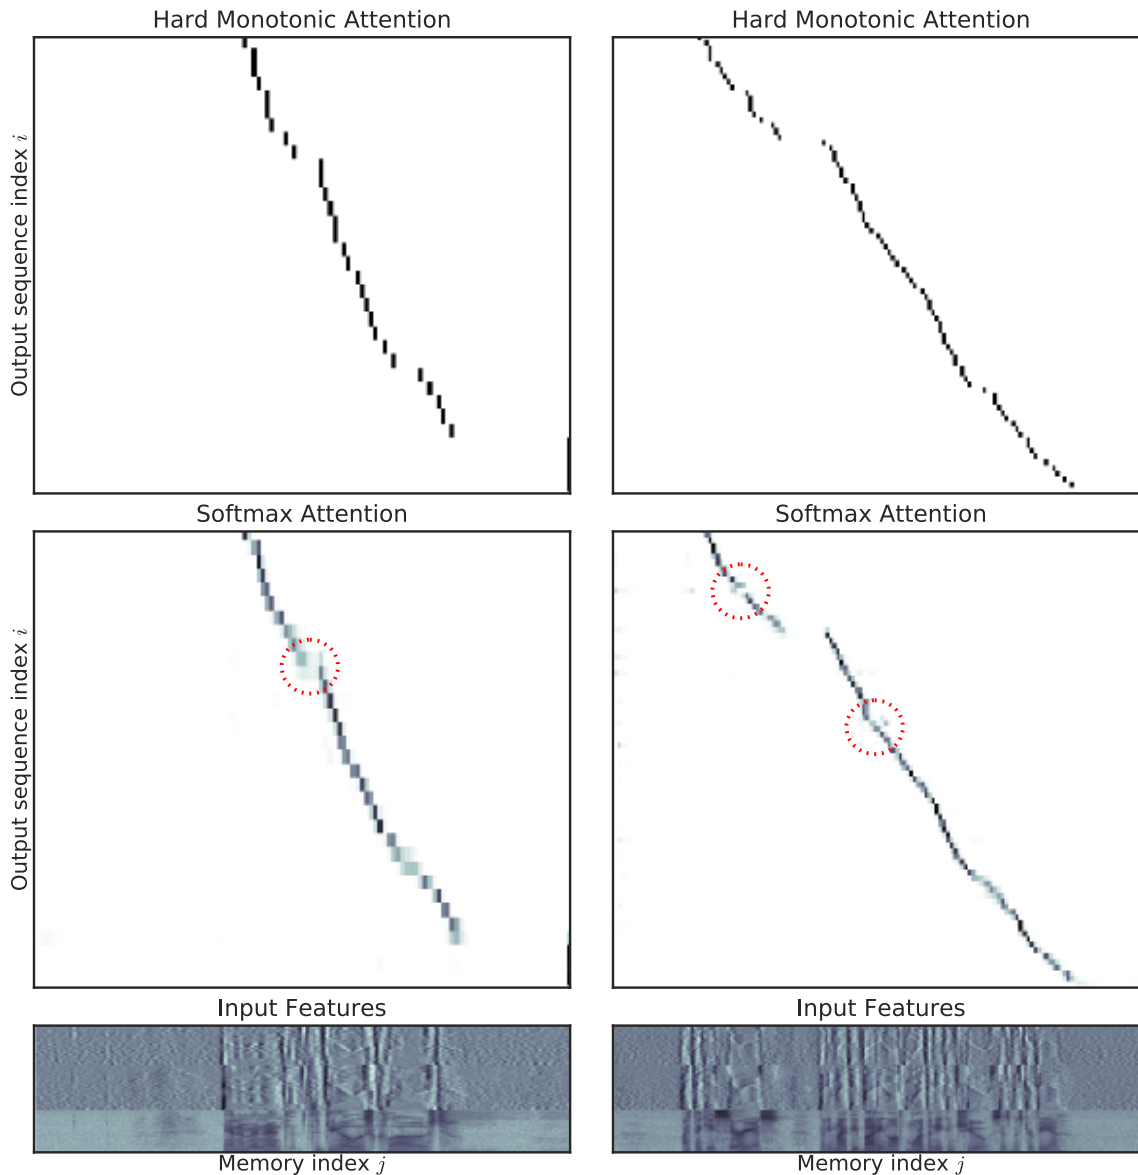 Hard Monotonic Attention
Hard Monotonic Attention
Output sequence index i
Softmax Attention
Softmax Attention
Output sequence index i
Input Features
Input Features
Memory index j
Memory index j